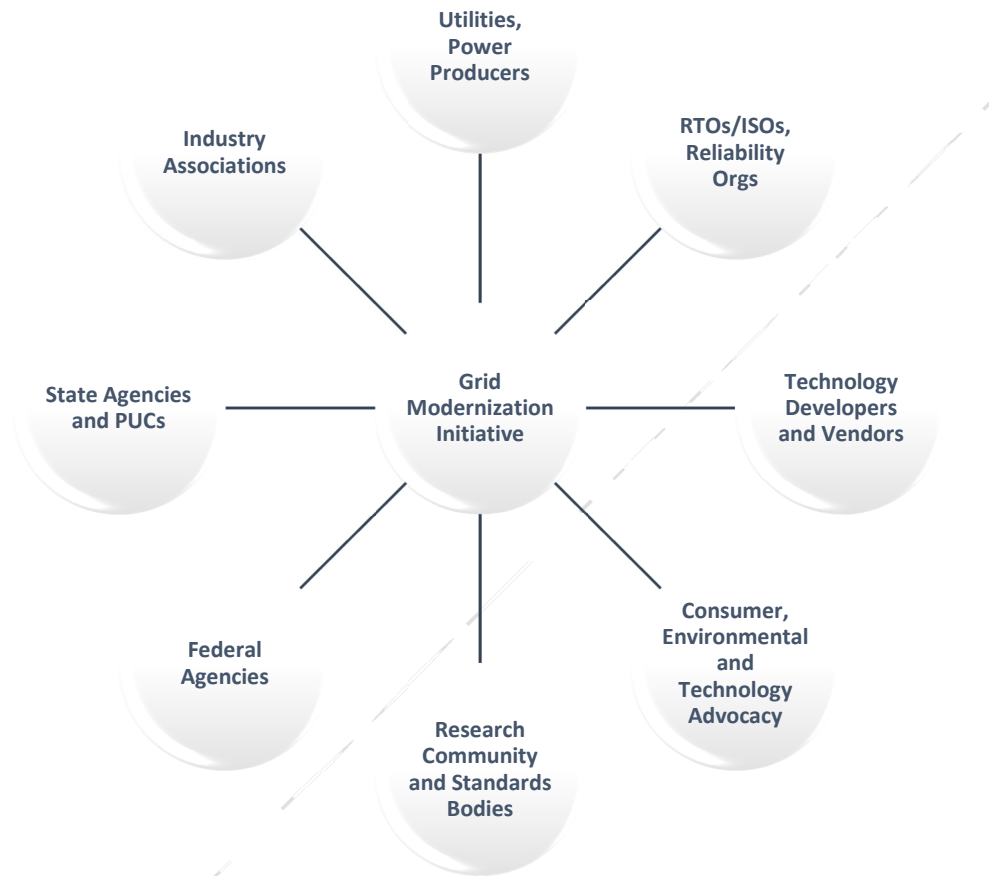 Utilities,
Power
Producers
RTOs/ISOs,
Reliability
Orgs
Industry
Associations
Technology
Developers
and Vendors
Grid
Modernization
Initiative
State Agencies
and PUCs
Consumer,
Environmental
and
Technology
Advocacy
Federal
Agencies
Research
Community
and Standards
Bodies